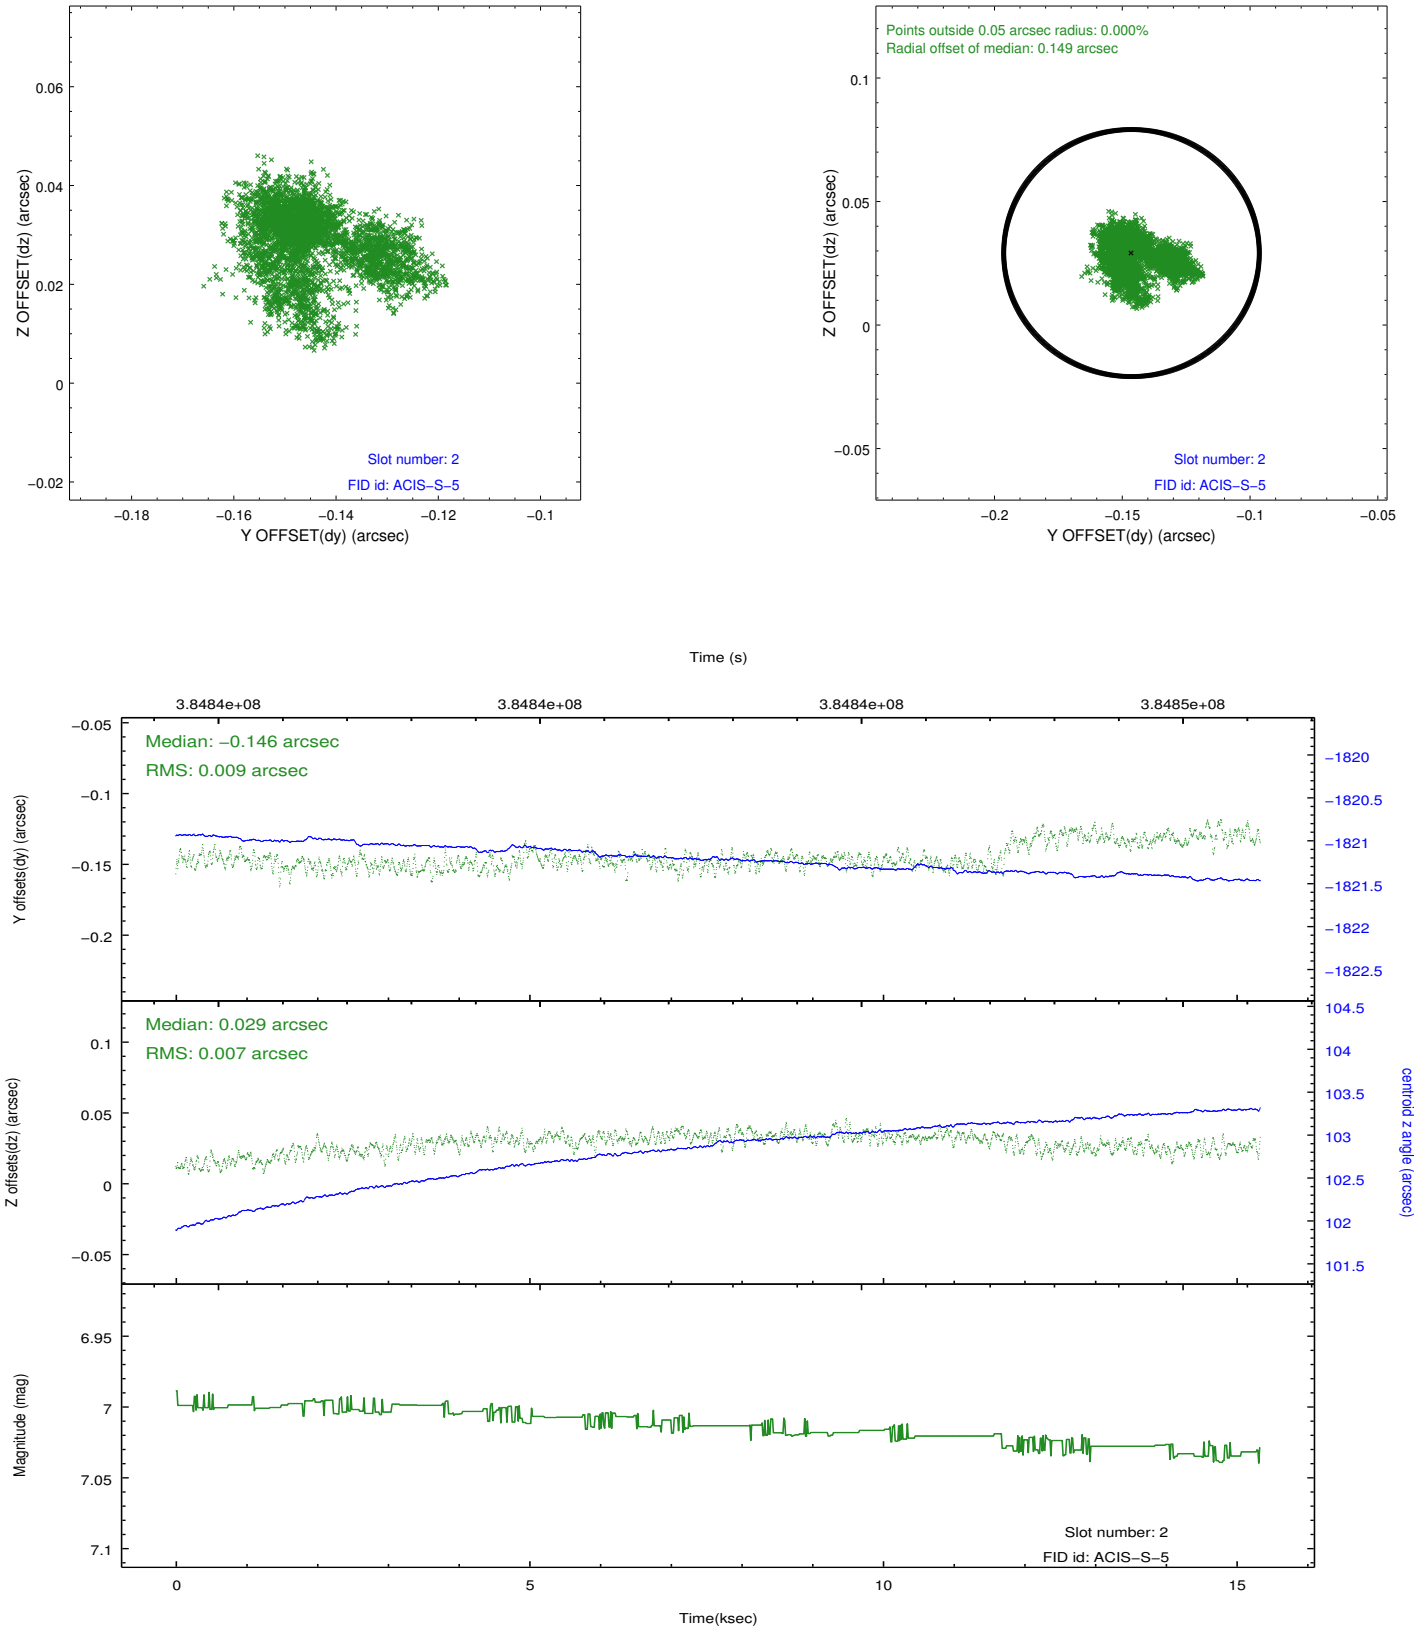 0.06
0.04
0.02
0
−0.02
Z OFFSET(dz) (arcsec)
Slot number: 2
FID id: ACIS−S−5
−0.18
−0.16
−0.14
−0.12
−0.1
Y OFFSET(dy) (arcsec)
Points outside 0.05 arcsec radius: 0.000%
Radial offset of median: 0.149 arcsec
0.1
0.05
0
−0.05
Z OFFSET(dz) (arcsec)
Slot number: 2
FID id: ACIS−S−5
−0.2
−0.15
−0.1
−0.05
Y OFFSET(dy) (arcsec)
Time (s)
3.8484e+08
3.8484e+08
3.8484e+08
3.8485e+08
−0.05
−0.1
−0.15
−0.2
Y offsets(dy) (arcsec)
Median: −0.146 arcsec
RMS: 0.009 arcsec
−1820
−1820.5
−1821
−1821.5
−1822
−1822.5
0.1
0.05
0
−0.05
Z offsets(dz) (arcsec)
Median: 0.029 arcsec
RMS: 0.007 arcsec
104.5
104
103.5
103
102.5
102
101.5
centroid z angle (arcsec)
6.95
7
7.05
7.1
Magnitude (mag)
Slot number: 2
FID id: ACIS−S−5
0
5
10
15
Time(ksec)